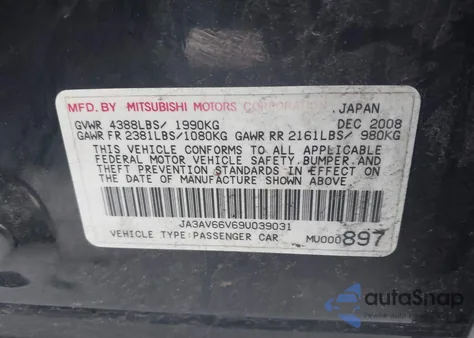 MFD. BY MITSUBISHI MOTORS CORPORATION. JAPAN
GVWR 4388LBS/ 1990KG DEC 2008
GAWR FR 2381LBS/1080KG GAWR RR 2161LBS/ 980KG
THIS VEHICLE CONFORMS TO ALL APPLICABLE
FEDERAL MOTOR VEHICLE SAFETY, BUMPER, AND
THEFT PREVENTION STANDARDS IN EFFECT ON
THE DATE OF MANUFACTURE SHOWN ABOVE.
JA3AV66V69U039031
VEHICLE TYPE:PASSENGER CAR MU000897
autoSnap